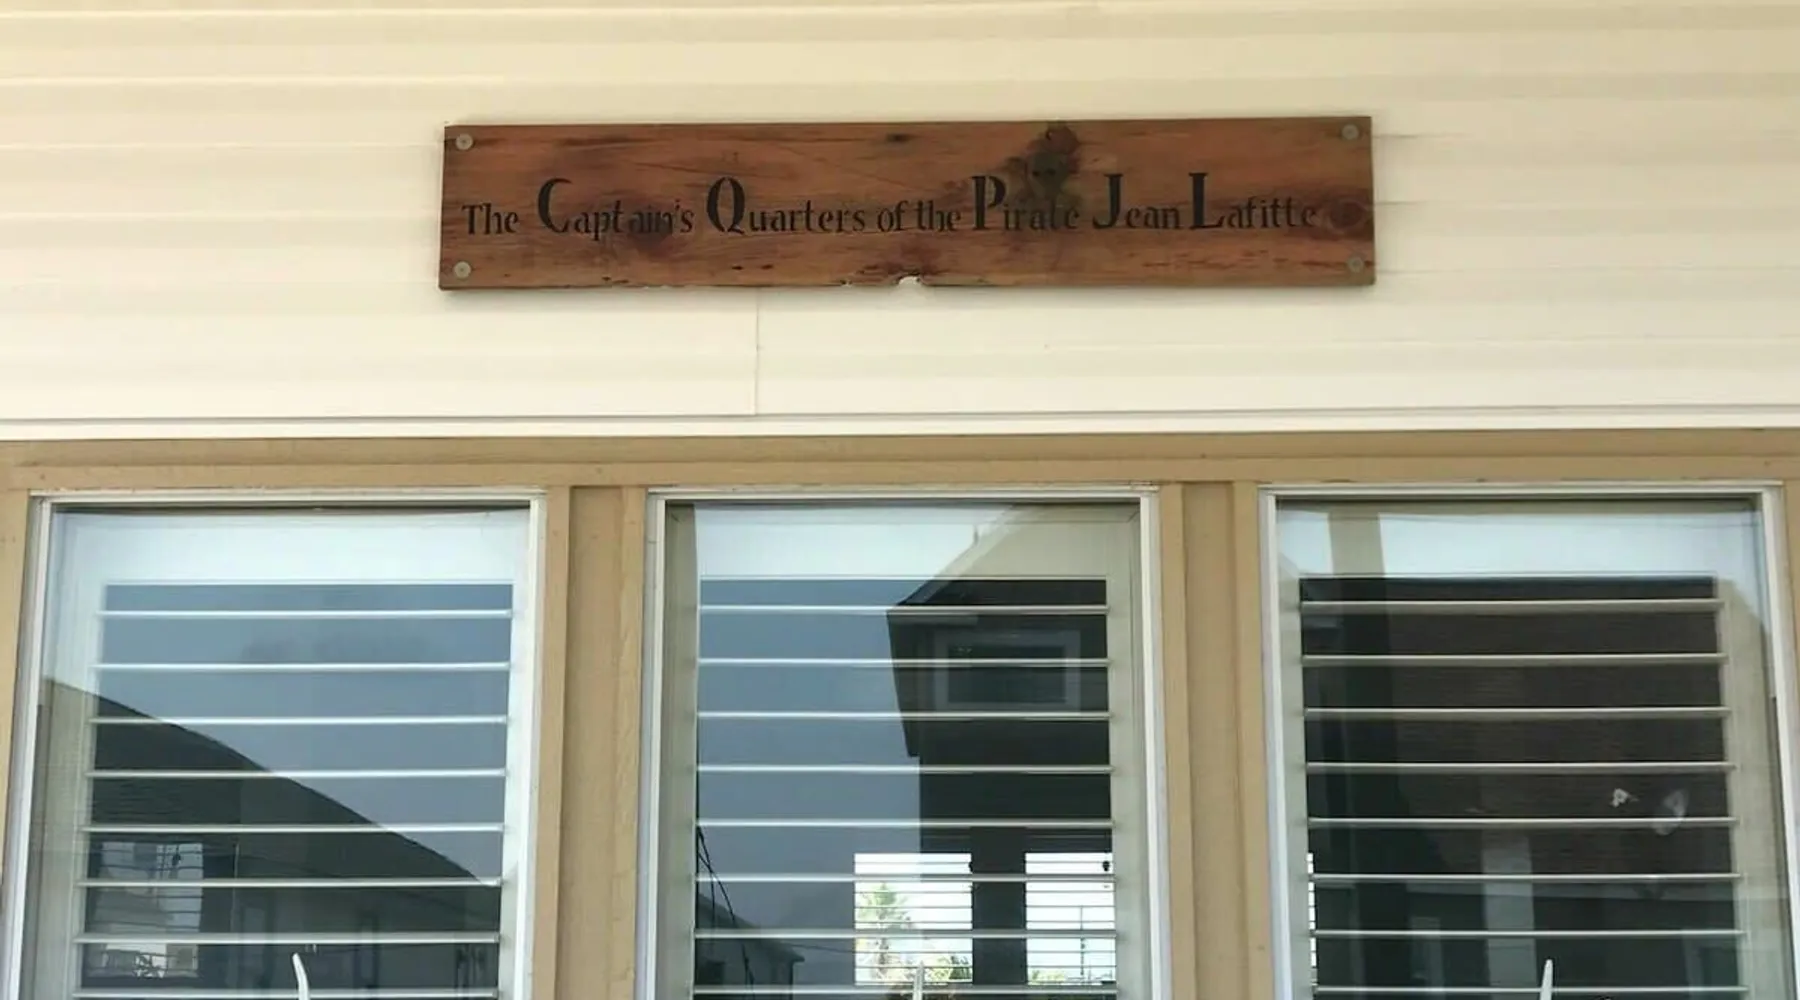 The Captain's Quarters of the Pirate Jean Lafitte